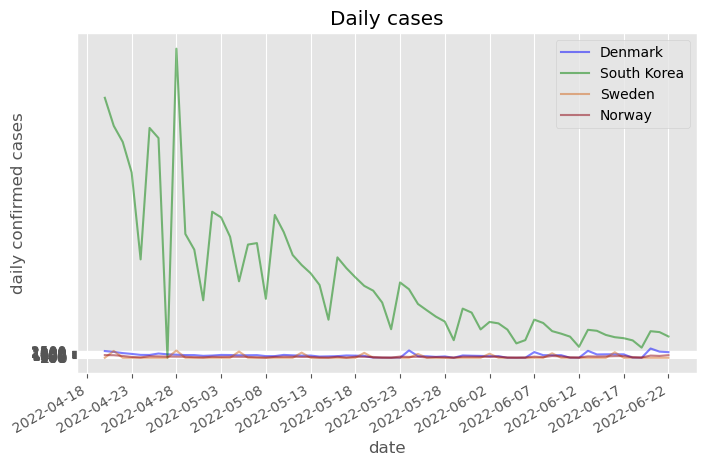 Daily cases
Denmark
South Korea
Sweden
Norway
daily confirmed cases
2022-04-18
2022-04-23
2022-04-28
2022-05-03
2022-05-08
2022-05-13
2022-05-18
2022-05-23
2022-05-28
2022-06-02
2022-06-07
2022-06-12
2022-06-17
2022-06-22
date